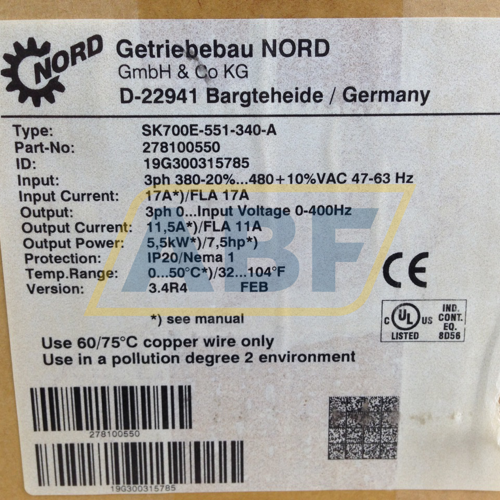 NORD
Getriebebau NORD
GmbH & Co KG
D-22941 Bargteheide / Germany
Type: SK700E-551-340-A
Part-No: 278100550
ID: 19G300315785
Input: 3ph 380-20%...480+10%VAC 47-63 Hz
Input Current: 17A*)/FLA 17A
Output: 3ph 0...Input Voltage 0-400Hz
Output Current: 11,5A*)/FLA 11A
Output Power: 5,5kW*)/7,5hp*)
Protection: IP20/Nema 1
Temp.Range: 0...50°C*)/32...104°F
Version: 3.4R4 FEB
*) see manual
ABF
CE
C UL US LISTED
IND. CONT. EQ. 8D56
Use 60/75°C copper wire only
Use in a pollution degree 2 environment
278100550
19G300315785